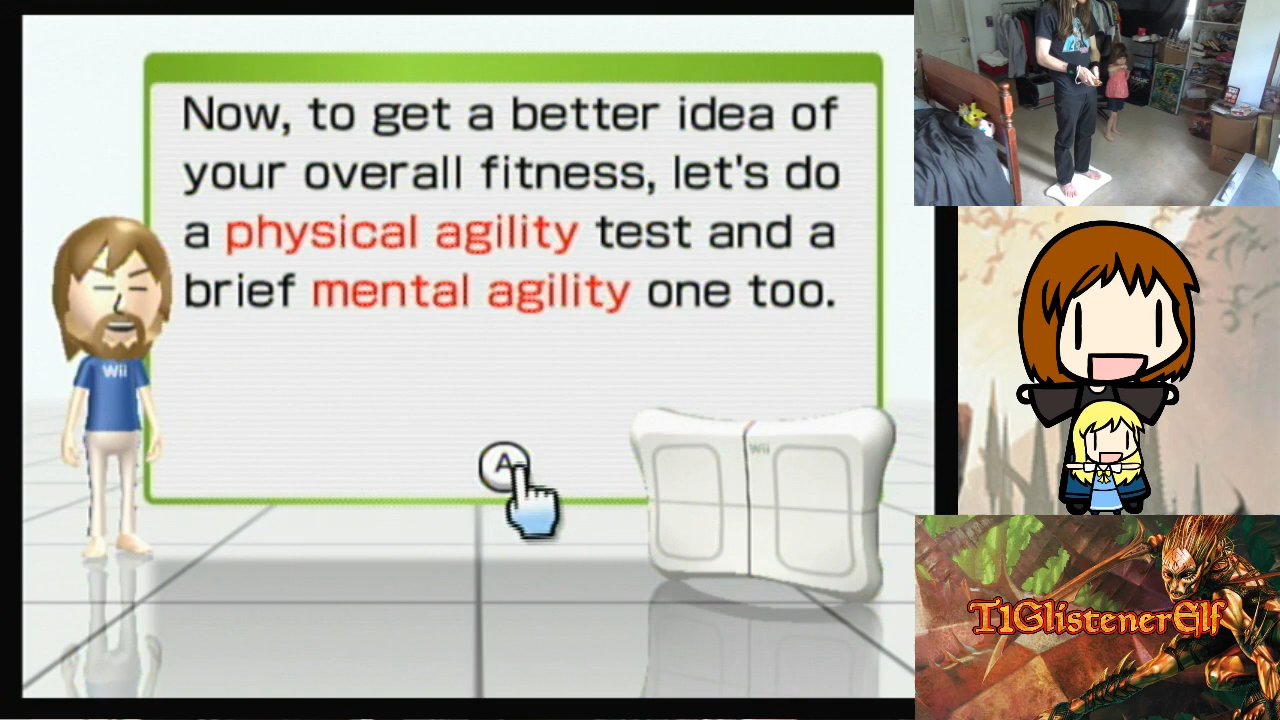 Now, to get a better idea of
your overall fitness, let's do
a physical agility test and a
brief mental agility one too.
Wii
A
Wii
T1GlistenerElf